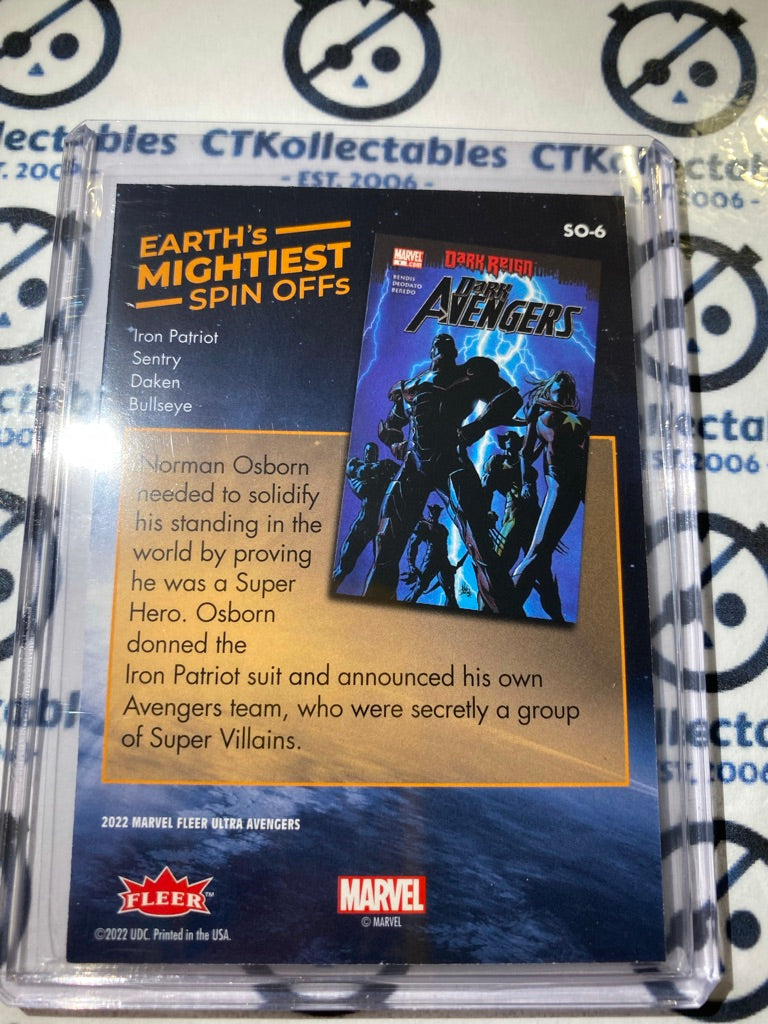 CTKollectables
- EST. 2006 -
SO-6
EARTH's
MIGHTIEST
SPIN OFFs
Iron Patriot
Sentry
Daken
Bullseye
MARVEL
1 .com
DARK REIGN
BENDIS
DEODATO
BEREDO
DARK
AVENGERS
Norman Osborn
needed to solidify
his standing in the
world by proving
he was a Super
Hero. Osborn
donned the
Iron Patriot suit and announced his own
Avengers team, who were secretly a group
of Super Villains.
2022 MARVEL FLEER ULTRA AVENGERS
FLEER™
MARVEL
© MARVEL
©2022 UDC. Printed in the USA.